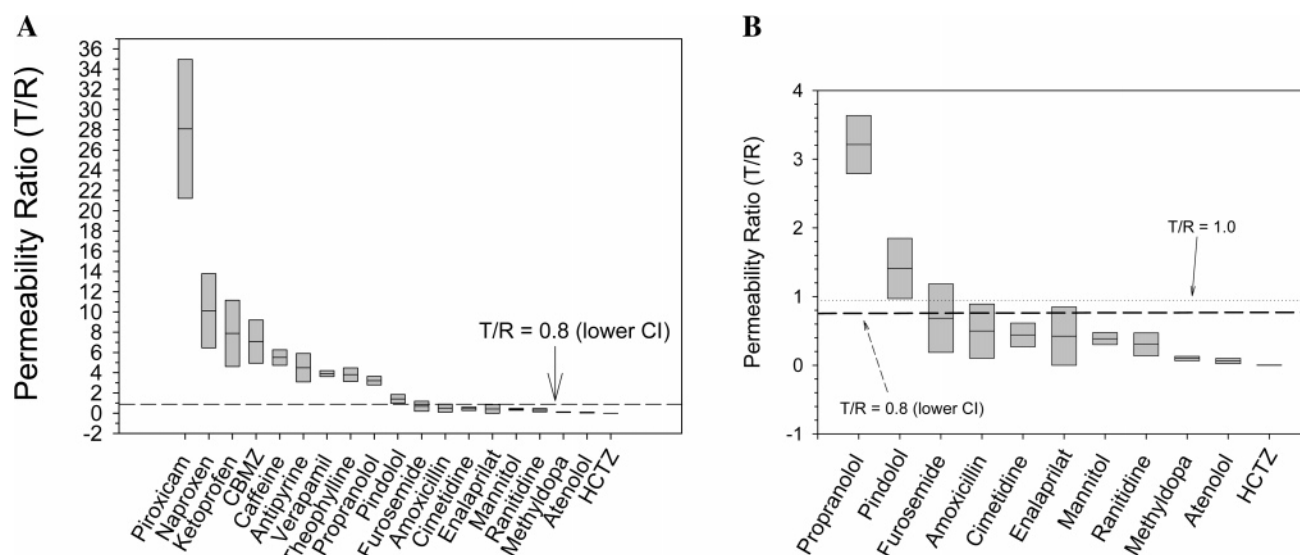 A
Permeability Ratio (T/R)
36
34
32
30
28
26
24
22
20
18
16
14
12
10
8
6
4
2
0
-2
T/R = 0.8 (lower CI)
Piroxicam
Naproxen
Ketoprofen
CBMZ
Caffeine
Antipyrine
Verapamil
Theophylline
Propranolol
Pindolol
Furosemide
Amoxicillin
Cimetidine
Enalaprilat
Mannitol
Ranitidine
Methyldopa
Atenolol
HCTZ
B
Permeability Ratio (T/R)
4
3
2
1
0
-1
T/R = 1.0
T/R = 0.8 (lower CI)
Propranolol
Pindolol
Furosemide
Amoxicillin
Cimetidine
Enalaprilat
Mannitol
Ranitidine
Methyldopa
Atenolol
HCTZ